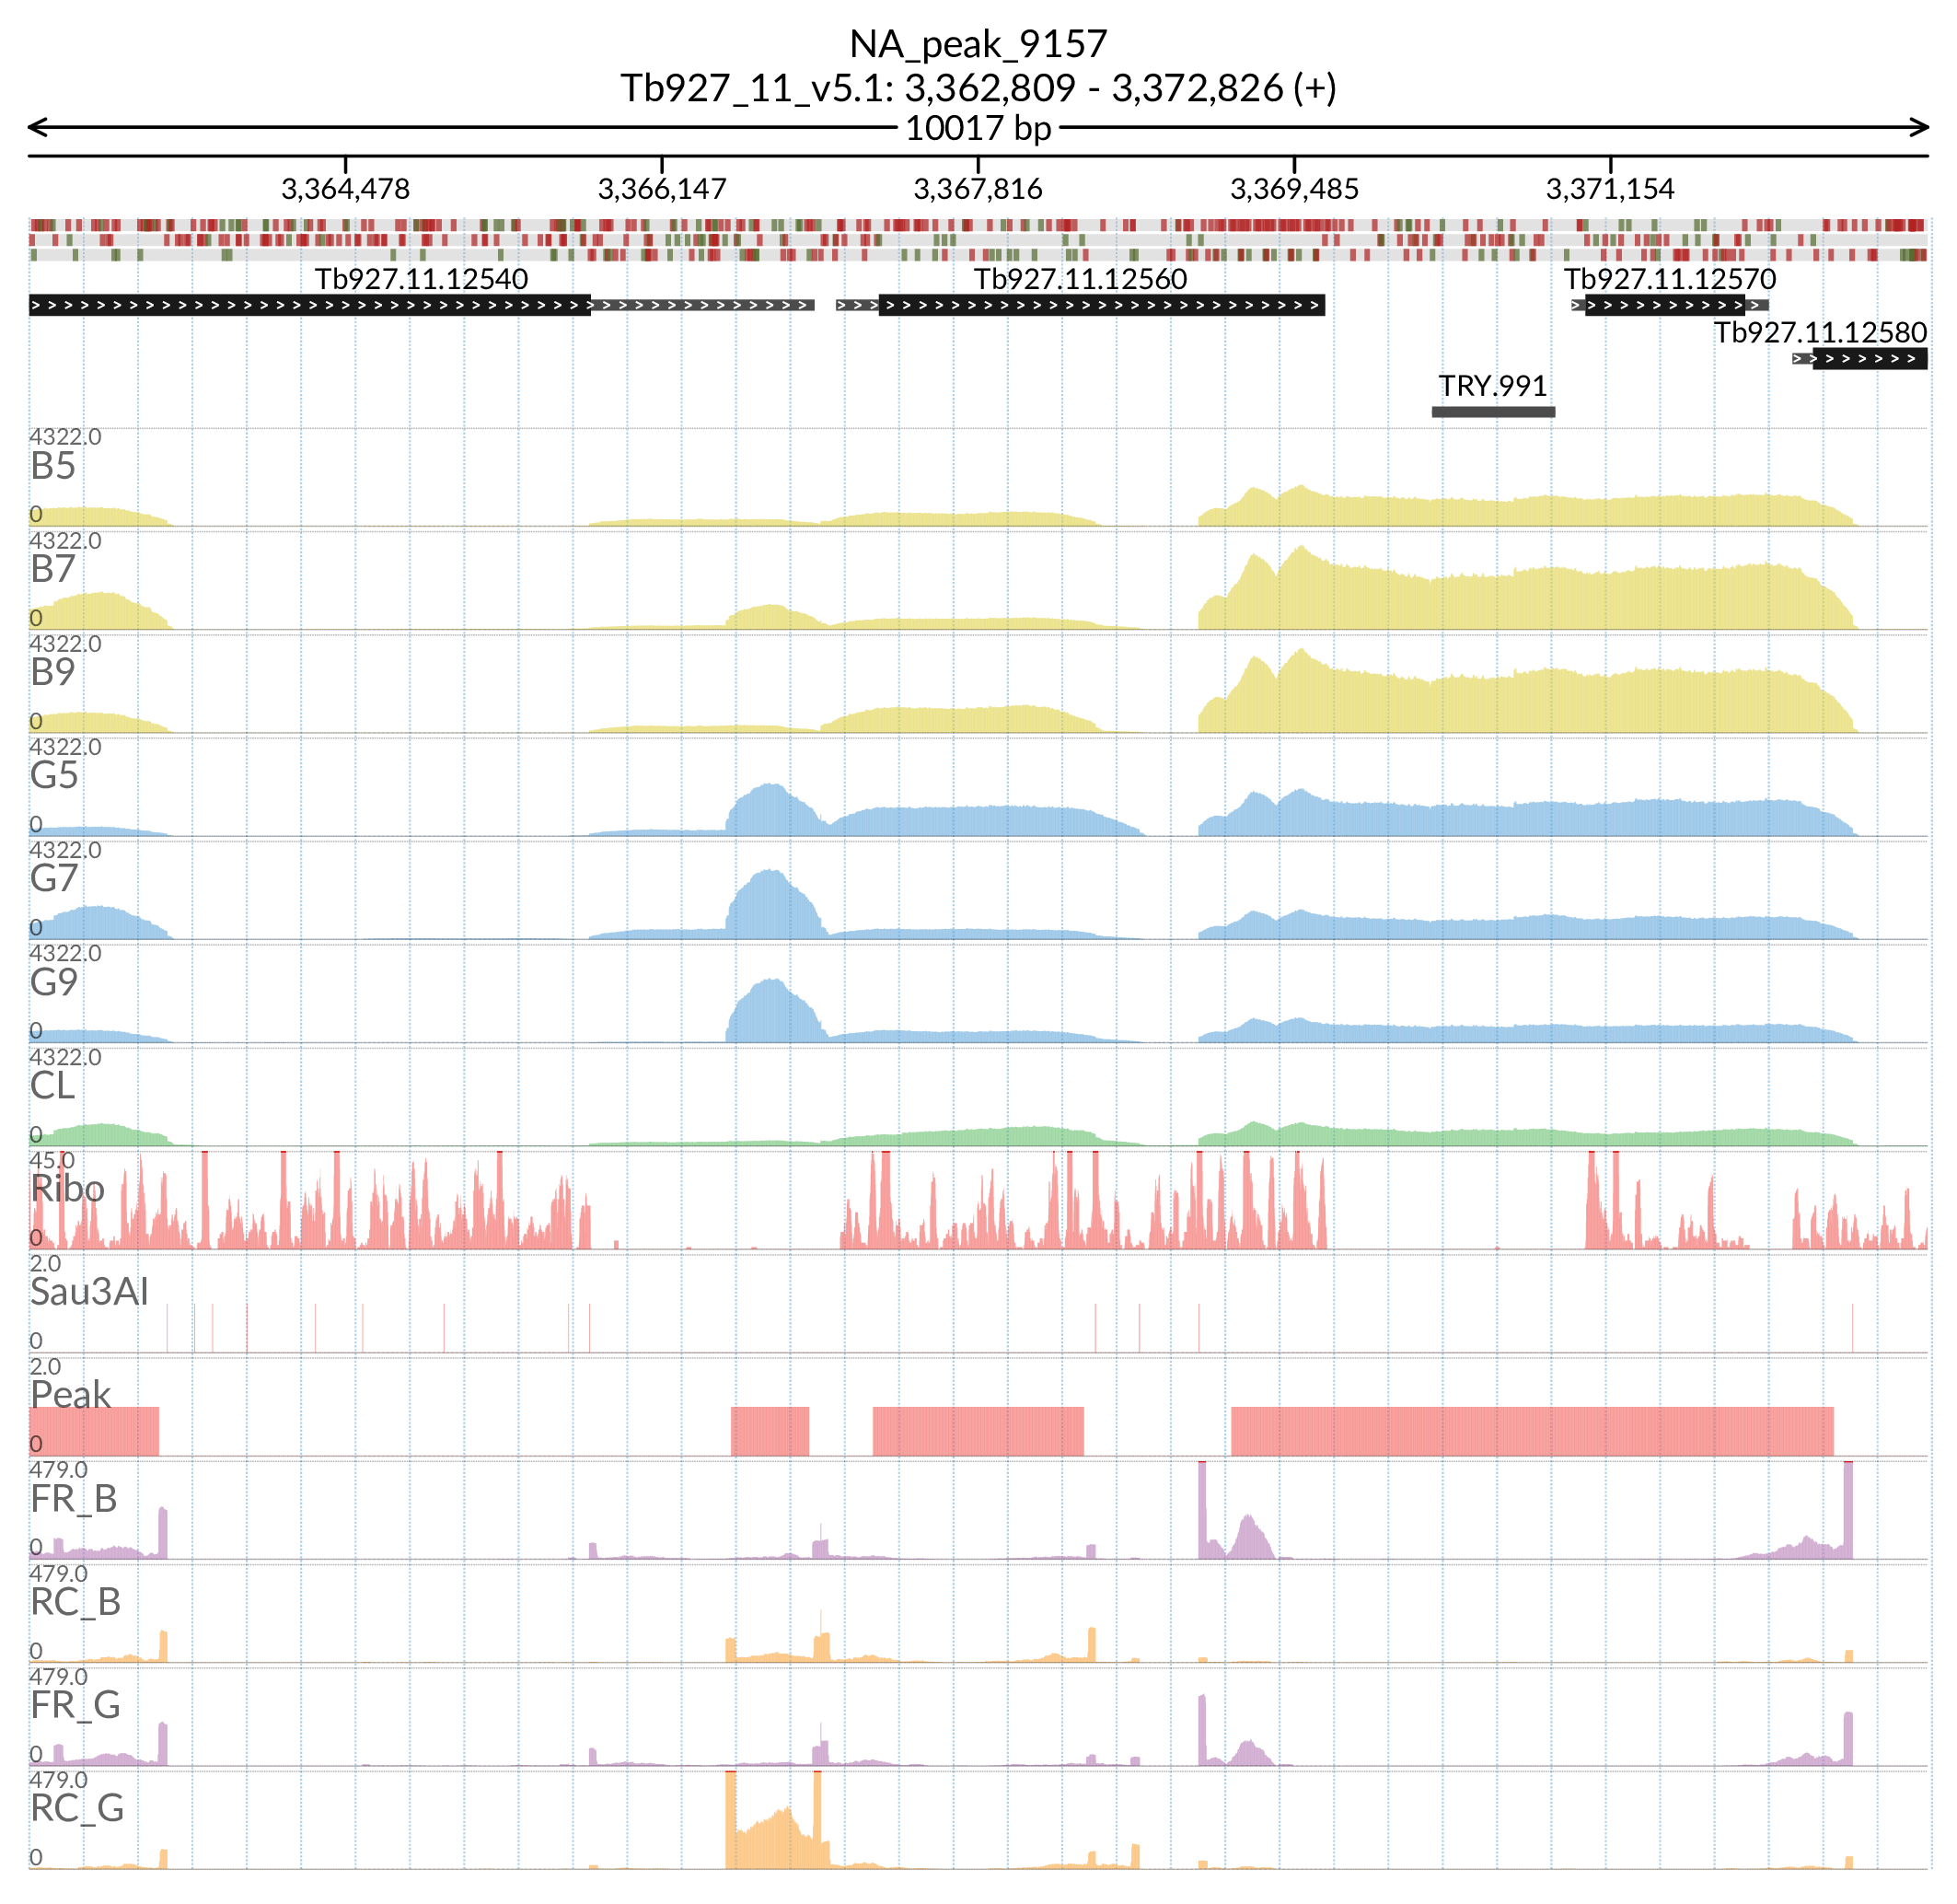 NA_peak_9157
Tb927_11_v5.1: 3,362,809 - 3,372,826 (+)
10017 bp
3,364,478 3,366,147 3,367,816 3,369,485 3,371,154
Tb927.11.12540 Tb927.11.12560 Tb927.11.12570
Tb927.11.12580
TRY.991
4322.0
B5
0
4322.0
B7
0
4322.0
B9
0
4322.0
G5
0
4322.0
G7
0
4322.0
G9
0
4322.0
CL
0
45.0
Ribo
0
2.0
Sau3AI
0
2.0
Peak
0
479.0
FR_B
0
479.0
RC_B
0
479.0
FR_G
0
479.0
RC_G
0